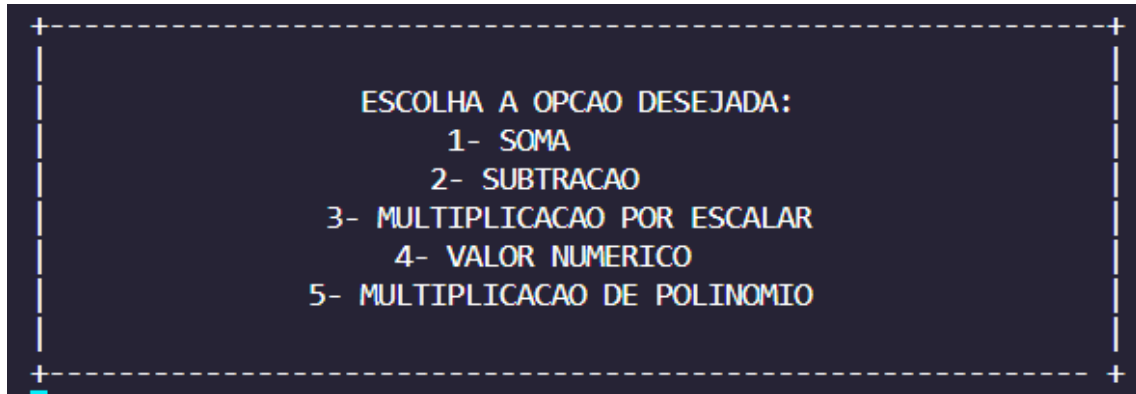 ESCOLHA A OPCAO DESEJADA:
1- SOMA
2- SUBTRACAO
3- MULTIPLICACAO POR ESCALAR
4- VALOR NUMERICO
5- MULTIPLICACAO DE POLINOMIO